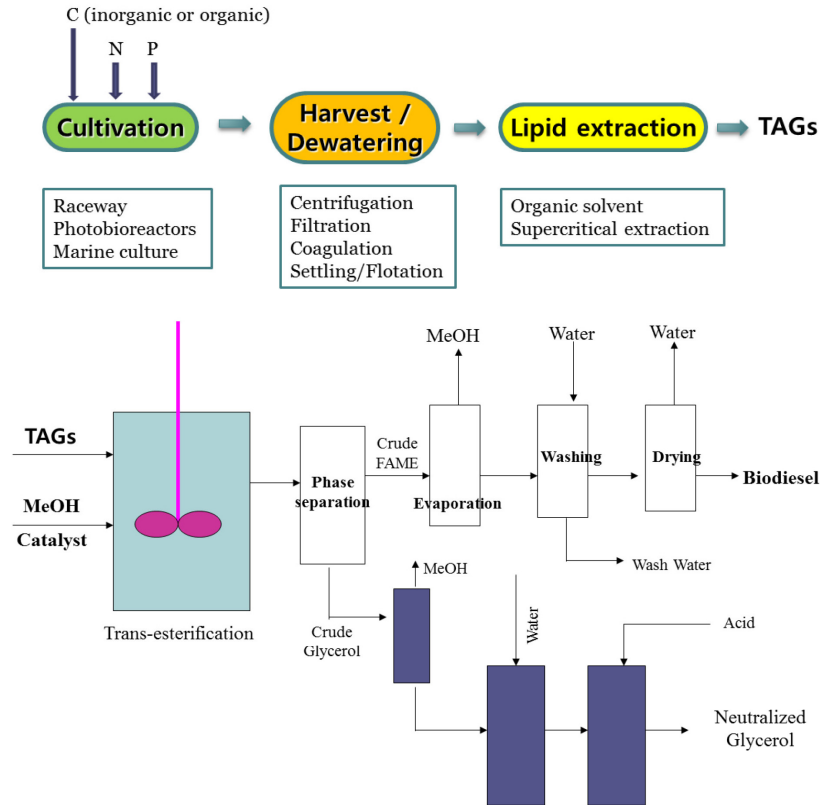 C (inorganic or organic)
N P
Cultivation
Harvest /
Dewatering
Lipid extraction
TAGs
Raceway
Photobioreactors
Marine culture
Centrifugation
Filtration
Coagulation
Settling/Flotation
Organic solvent
Supercritical extraction
MeOH
Water
Water
TAGs
MeOH
Catalyst
Trans-esterification
Phase
separation
Crude
FAME
Evaporation
Washing
Drying
Biodiesel
Wash Water
MeOH
Crude
Glycerol
Water
Acid
Neutralized
Glycerol